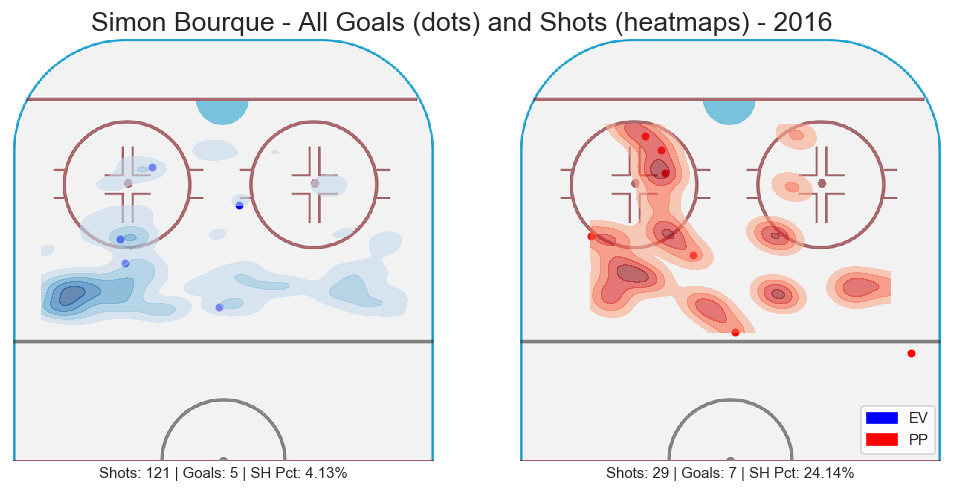 Simon Bourque - All Goals (dots) and Shots (heatmaps) - 2016
EV
PP
Shots: 121 | Goals: 5 | SH Pct: 4.13%
Shots: 29 | Goals: 7 | SH Pct: 24.14%